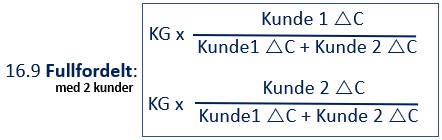 Kunde 1 △C
KG x
Kunde1 △C + Kunde 2 △C
16.9 Fullfordelt:
med 2 kunder
Kunde 2 △C
KG x
Kunde1 △C + Kunde 2 △C